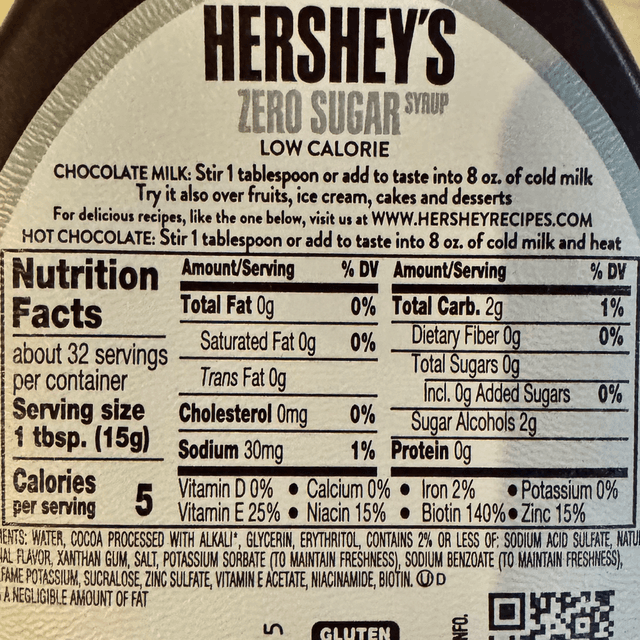 HERSHEY'S
ZERO SUGAR SYRUP
LOW CALORIE
CHOCOLATE MILK: Stir 1 tablespoon or add to taste into 8 oz. of cold milk
Try it also over fruits, ice cream, cakes and desserts
For delicious recipes, like the one below, visit us at WWW.HERSHEYRECIPES.COM
HOT CHOCOLATE: Stir 1 tablespoon or add to taste into 8 oz. of cold milk and heat
Nutrition
Facts
about 32 servings
per container
Serving size
1 tbsp. (15g)
Calories
per serving 5
Amount/Serving % DV
Total Fat 0g 0%
Saturated Fat 0g 0%
Trans Fat 0g
Cholesterol 0mg 0%
Sodium 30mg 1%
Amount/Serving % DV
Total Carb. 2g 1%
Dietary Fiber 0g 0%
Total Sugars 0g
Incl. 0g Added Sugars 0%
Sugar Alcohols 2g
Protein 0g
Vitamin D 0% • Calcium 0% • Iron 2% • Potassium 0%
Vitamin E 25% • Niacin 15% • Biotin 140% • Zinc 15%
ENTS: WATER, COCOA PROCESSED WITH ALKALI*, GLYCERIN, ERYTHRITOL, CONTAINS 2% OR LESS OF: SODIUM ACID SULFATE, NATU
AL FLAVOR, XANTHAN GUM, SALT, POTASSIUM SORBATE (TO MAINTAIN FRESHNESS), SODIUM BENZOATE (TO MAINTAIN FRESHNESS),
FAME POTASSIUM, SUCRALOSE, ZINC SULFATE, VITAMIN E ACETATE, NIACINAMIDE, BIOTIN. Ⓤ D
A NEGLIGIBLE AMOUNT OF FAT
5
GLUTEN
INFO.